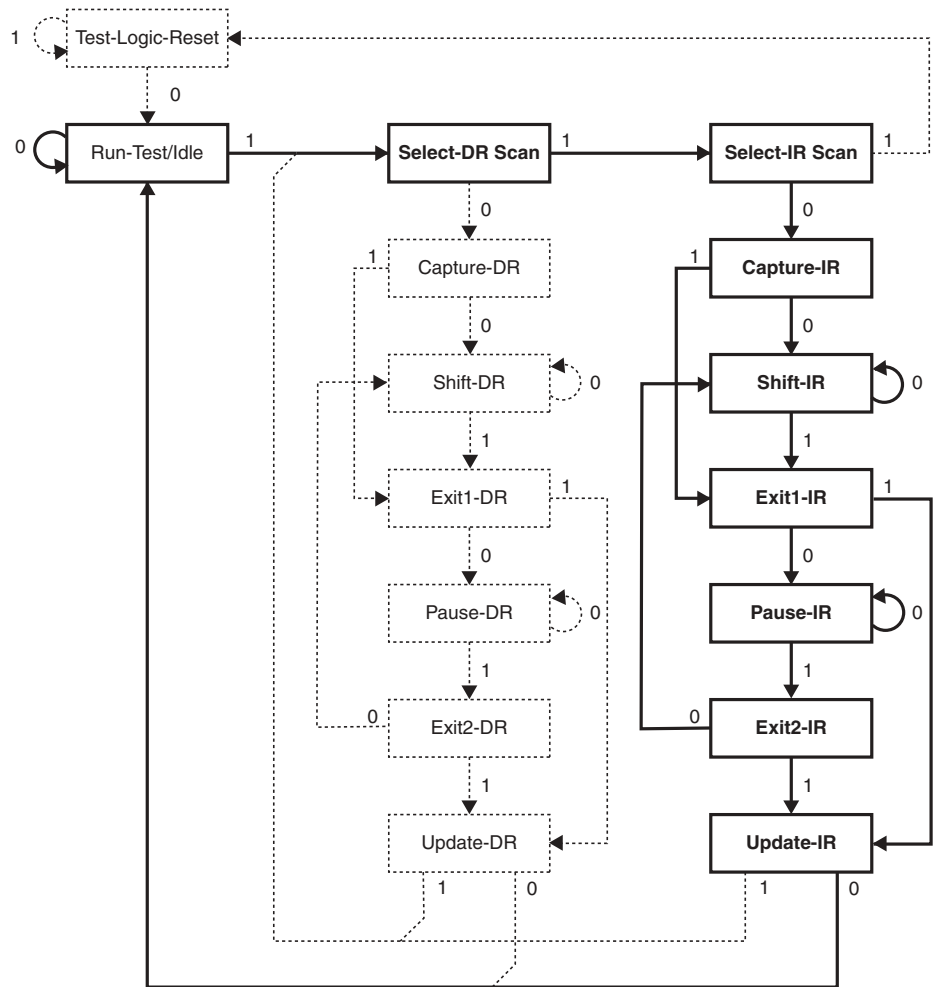 1
Test-Logic-Reset
0
0
Run-Test/Idle
1
Select-DR Scan
1
Select-IR Scan
1
0
0
1
Capture-DR
1
Capture-IR
0
0
Shift-DR
0
Shift-IR
0
1
1
Exit1-DR
1
Exit1-IR
1
0
0
Pause-DR
0
Pause-IR
0
1
1
0
Exit2-DR
0
Exit2-IR
1
1
Update-DR
Update-IR
1
0
1
0